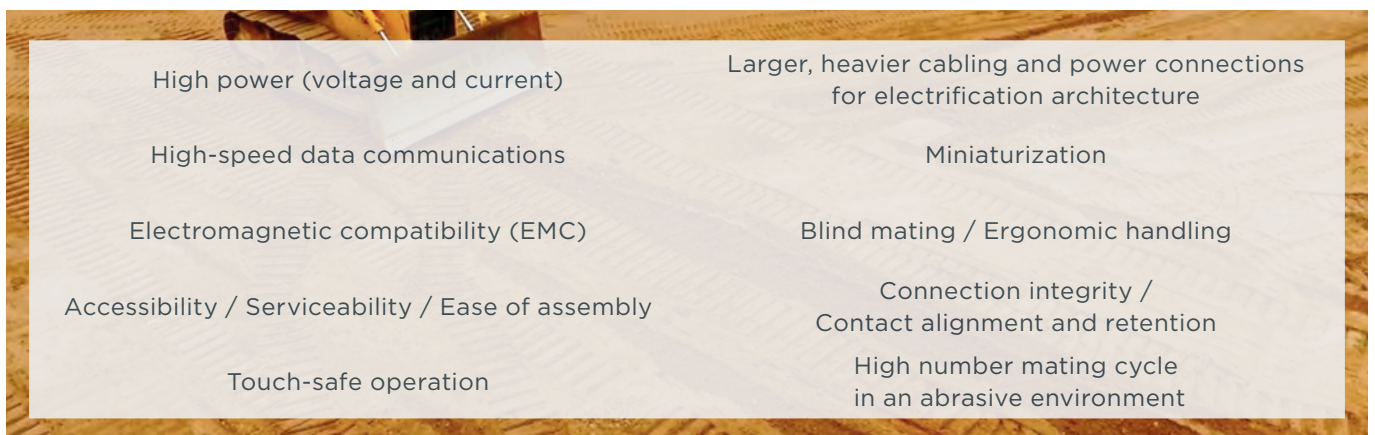 High power (voltage and current)
Larger, heavier cabling and power connections
for electrification architecture
High-speed data communications
Miniaturization
Electromagnetic compatibility (EMC)
Blind mating / Ergonomic handling
Accessibility / Serviceability / Ease of assembly
Connection integrity /
Contact alignment and retention
Touch-safe operation
High number mating cycle
in an abrasive environment